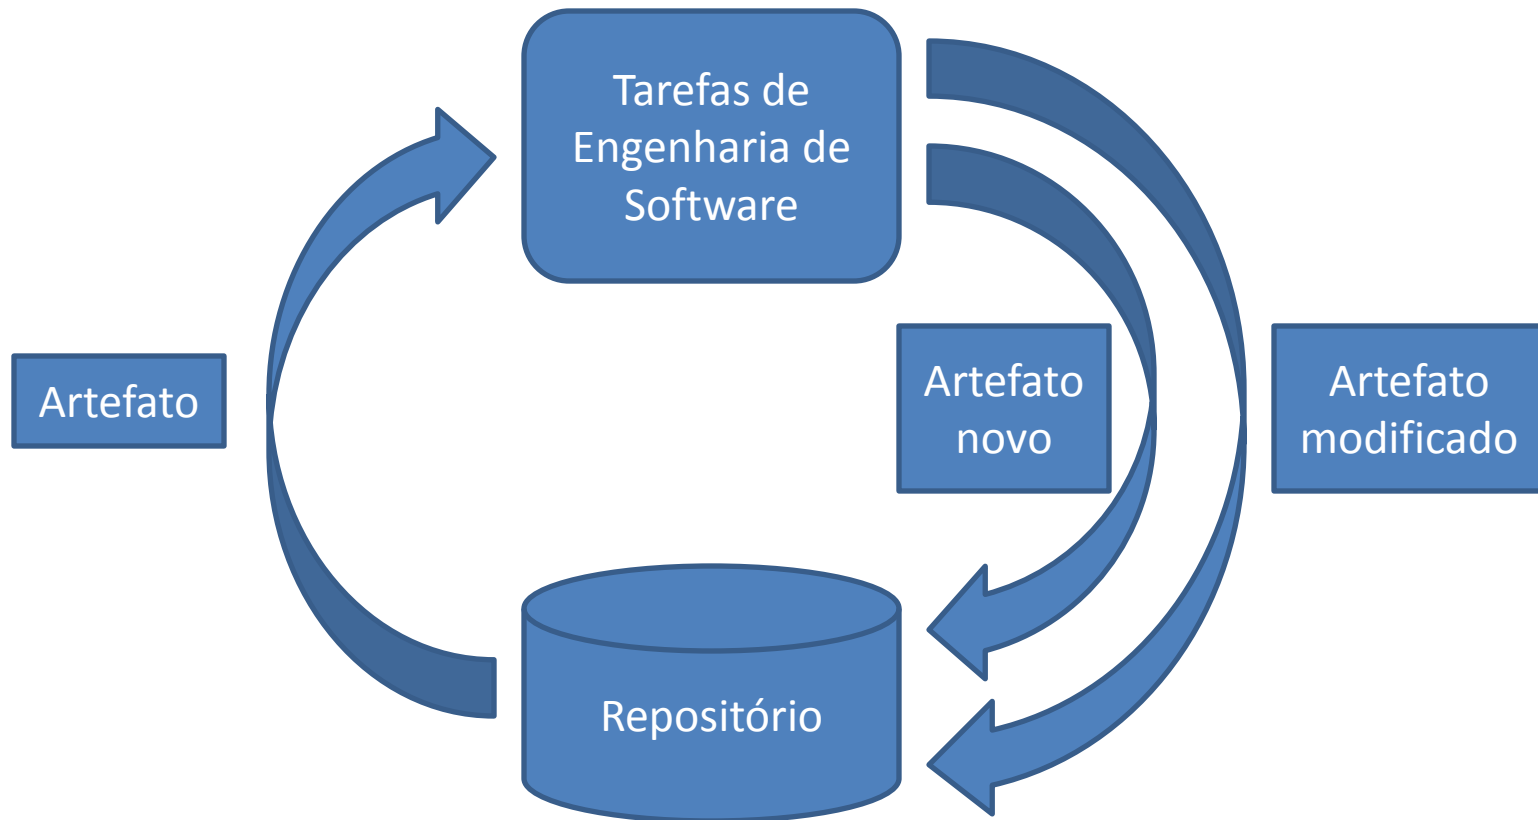 Tarefas de
Engenharia de
Software
Artefato
Artefato
novo
Artefato
modificado
Repositório